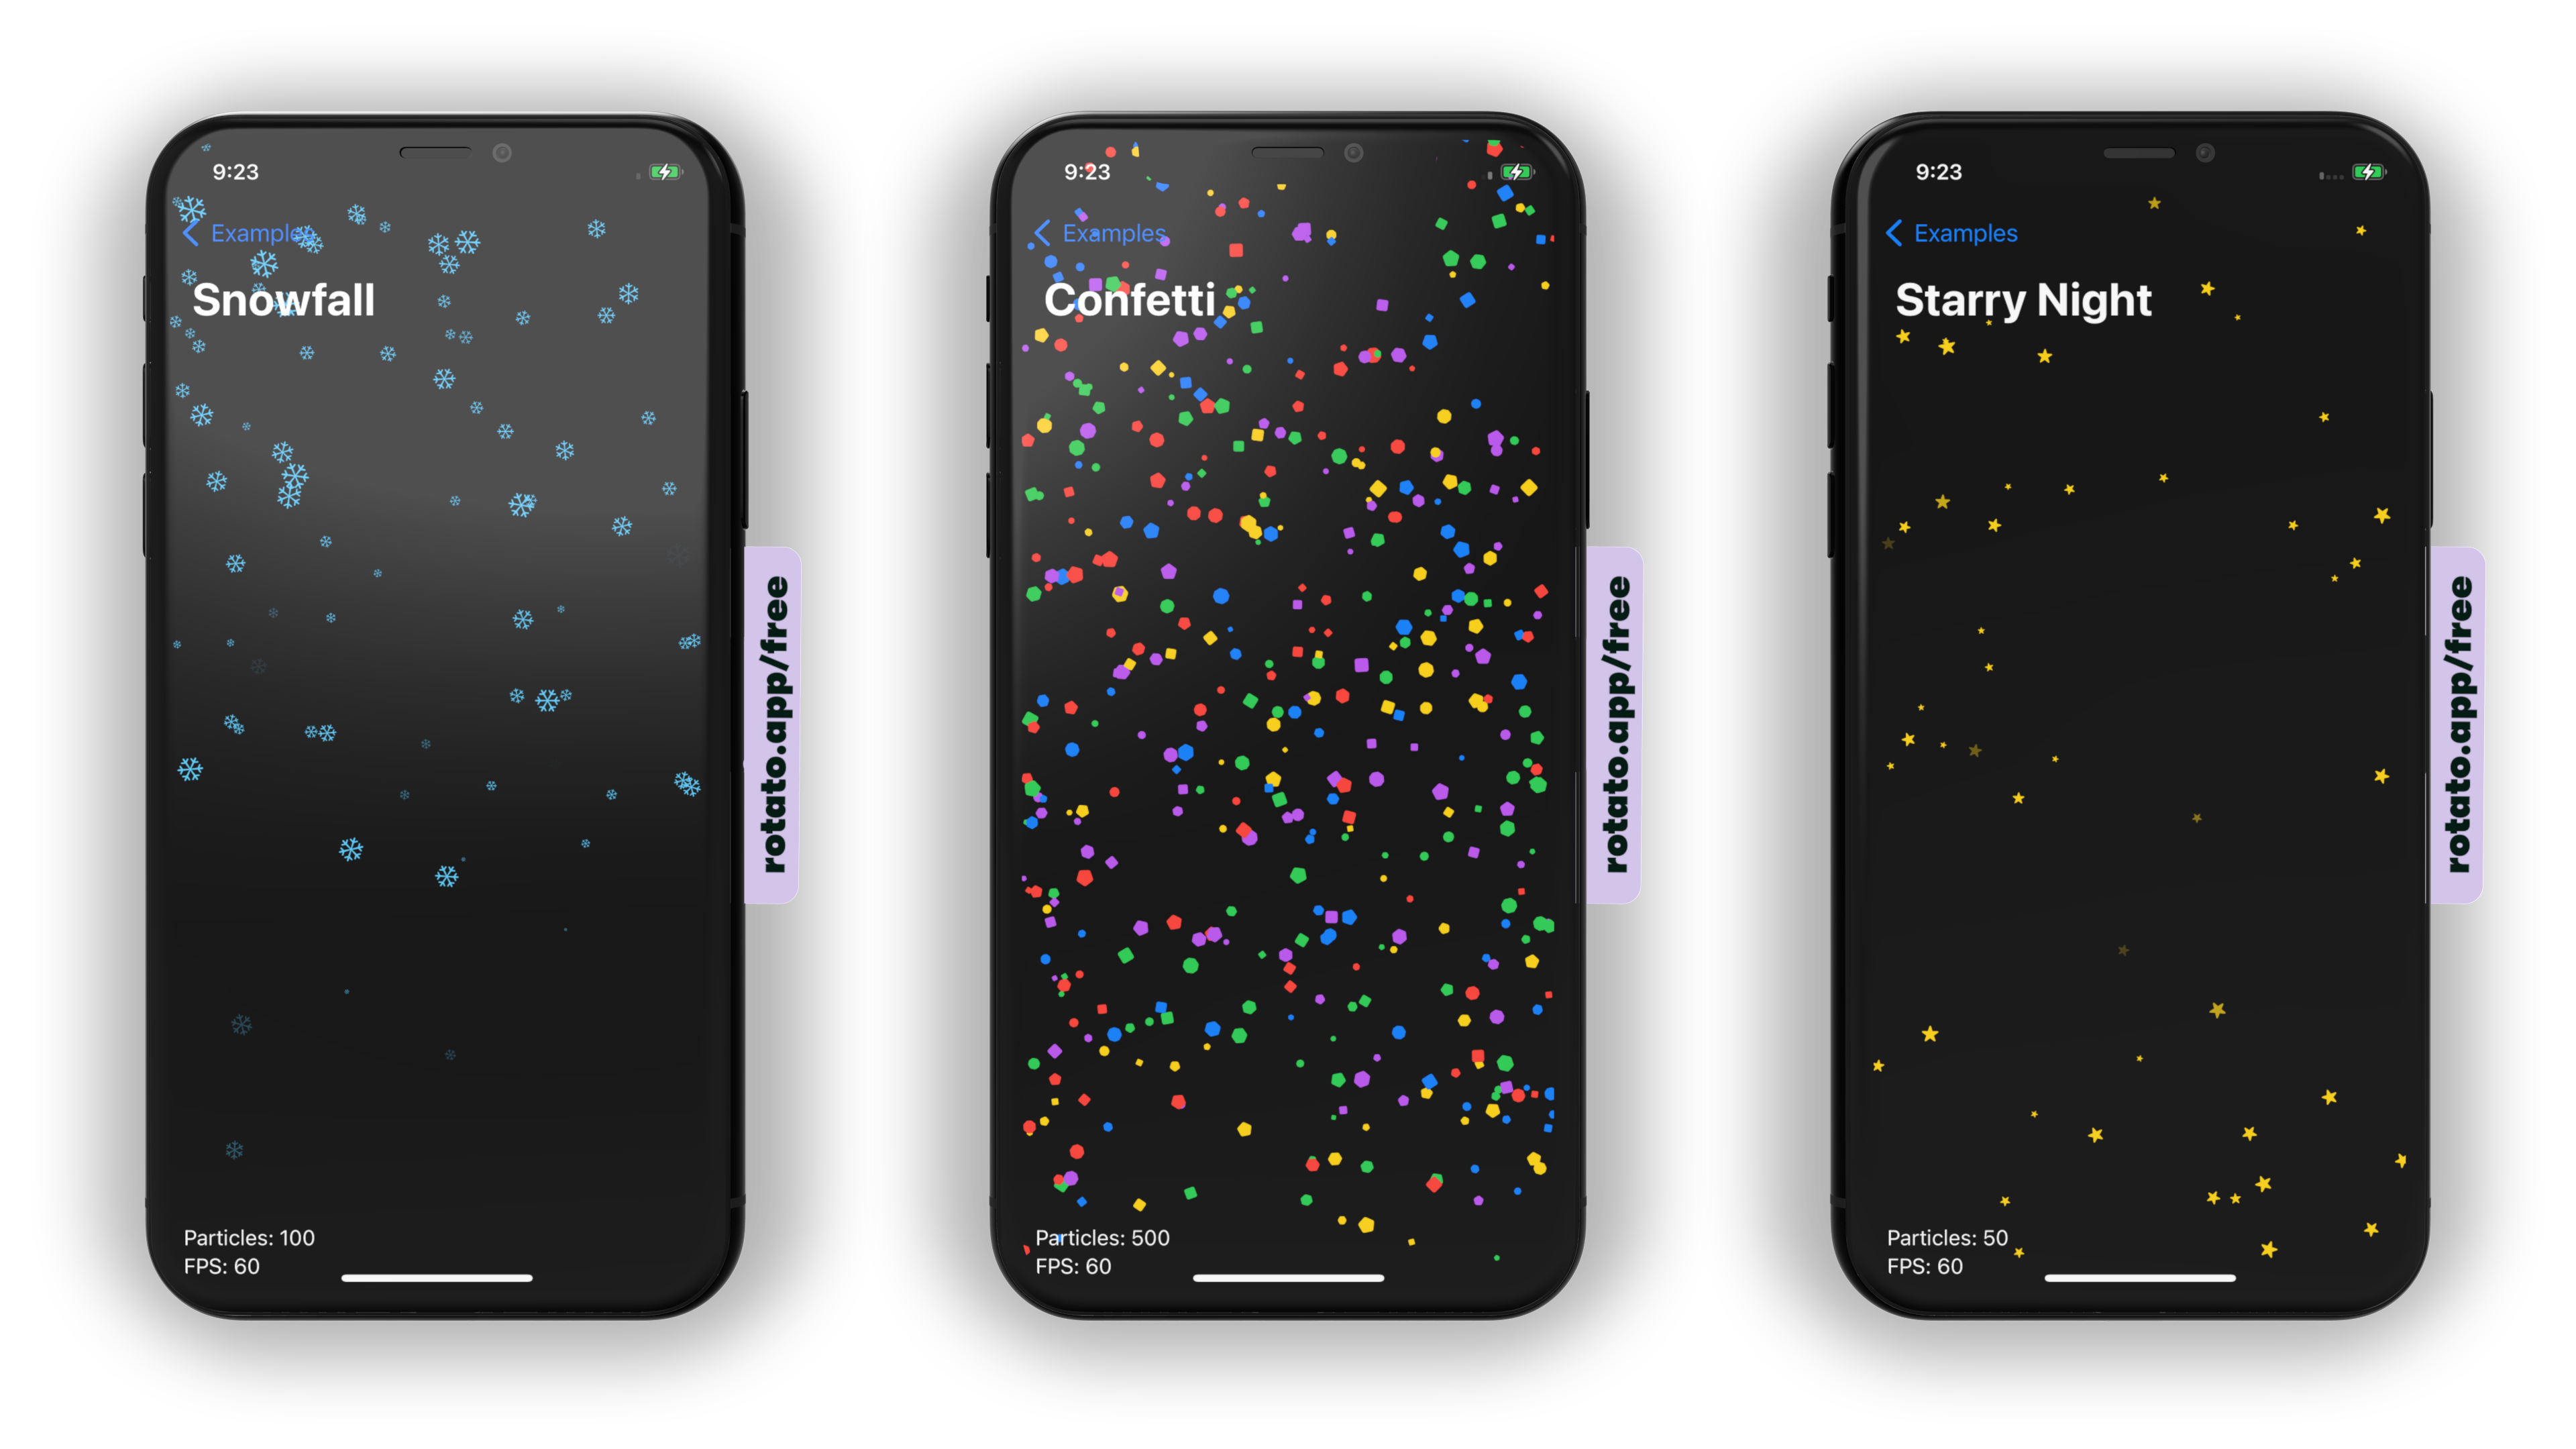 9:23
Examples
Snowfall
Particles: 100
FPS: 60
rotato.app/free
9:23
Examples
Confetti
Particles: 500
FPS: 60
rotato.app/free
9:23
Examples
Starry Night
Particles: 50
FPS: 60
rotato.app/free